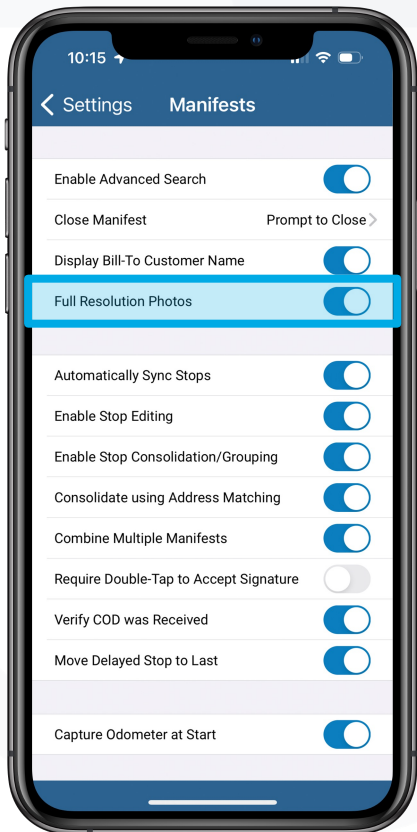 10:15
Settings Manifests
Enable Advanced Search
Close Manifest Prompt to Close
Display Bill-To Customer Name
Full Resolution Photos
Automatically Sync Stops
Enable Stop Editing
Enable Stop Consolidation/Grouping
Consolidate using Address Matching
Combine Multiple Manifests
Require Double-Tap to Accept Signature
Verify COD was Received
Move Delayed Stop to Last
Capture Odometer at Start